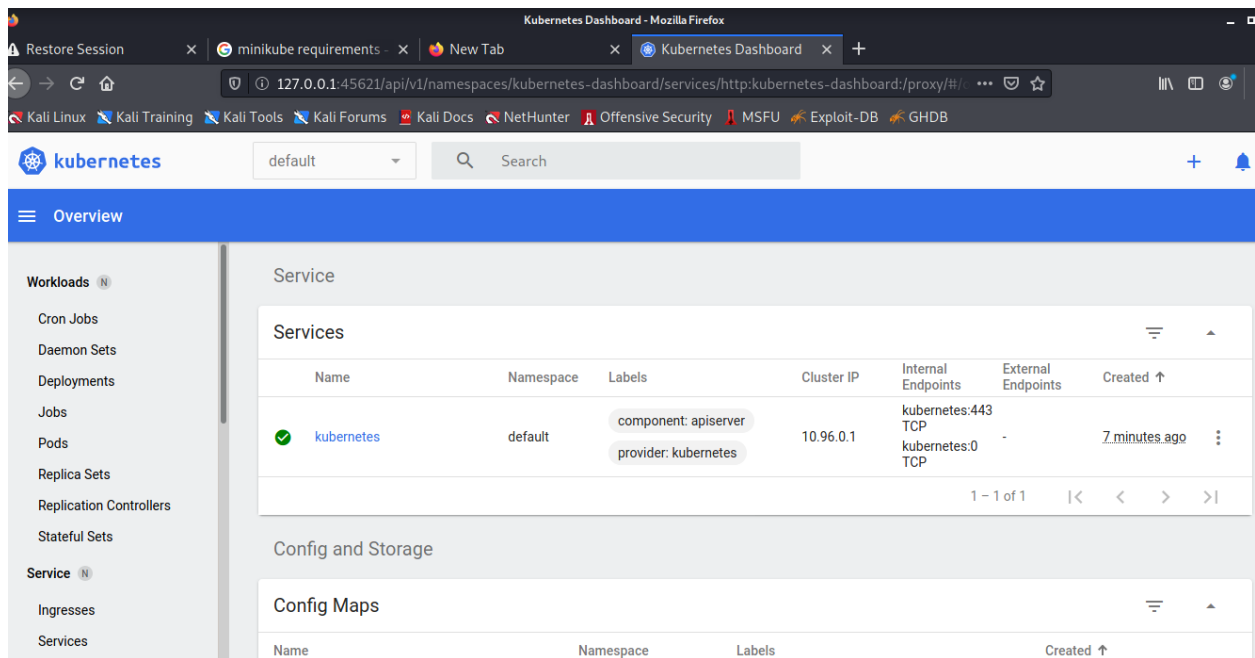 Kubernetes Dashboard - Mozilla Firefox
Restore Session
minikube requirements -
New Tab
Kubernetes Dashboard
127.0.0.1:45621/api/v1/namespaces/kubernetes-dashboard/services/http:kubernetes-dashboard:/proxy/#/
Kali Linux Kali Training Kali Tools Kali Forums Kali Docs NetHunter Offensive Security MSFU Exploit-DB GHDB
kubernetes
default
Search
Overview
Workloads N
Cron Jobs
Daemon Sets
Deployments
Jobs
Pods
Replica Sets
Replication Controllers
Stateful Sets
Service N
Ingresses
Services
Service
Services
Name Namespace Labels Cluster IP Internal Endpoints External Endpoints Created
kubernetes default component: apiserver provider: kubernetes 10.96.0.1 kubernetes:443 TCP kubernetes:0 TCP - 7 minutes ago
1 – 1 of 1
Config and Storage
Config Maps
Name Namespace Labels Created